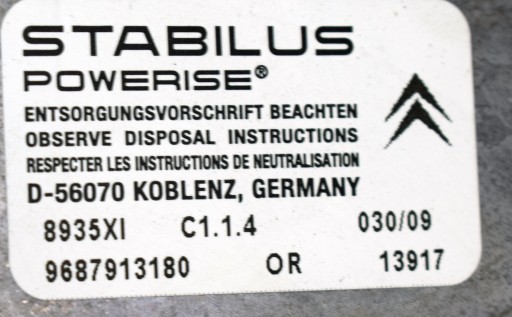 STABILUS
POWERISE®
ENTSORGUNGSVORSCHRIFT BEACHTEN
OBSERVE DISPOSAL INSTRUCTIONS
RESPECTER LES INSTRUCTIONS DE NEUTRALISATION
D-56070 KOBLENZ, GERMANY
8935XI C1.1.4 030/09
9687913180 OR 13917